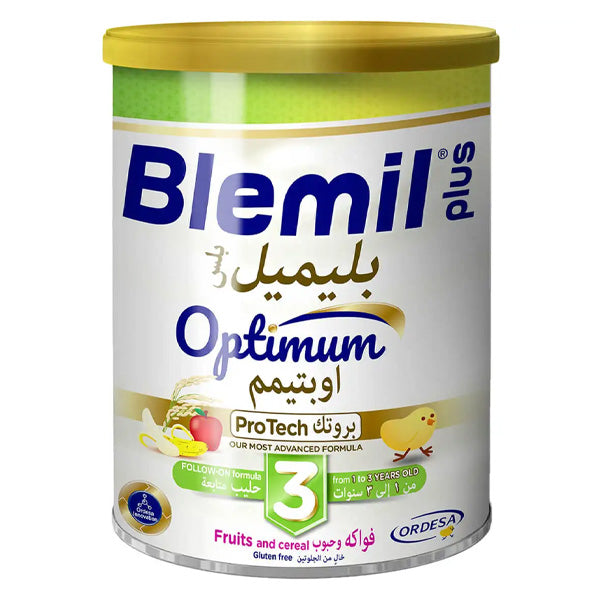 Blemil® plus
بليميل بلس
Optimum
اوبتيمم
ProTech بروتك
OUR MOST ADVANCED FORMULA
FOLLOW-ON formula
حليب متابعة
3
from 1 to 3 YEARS OLD
من ١ إلى ٣ سنوات
Ordesa
Innovation
Fruits and cereal فواكه وحبوب
Gluten free خالٍ من الجلوتين
ORDESA